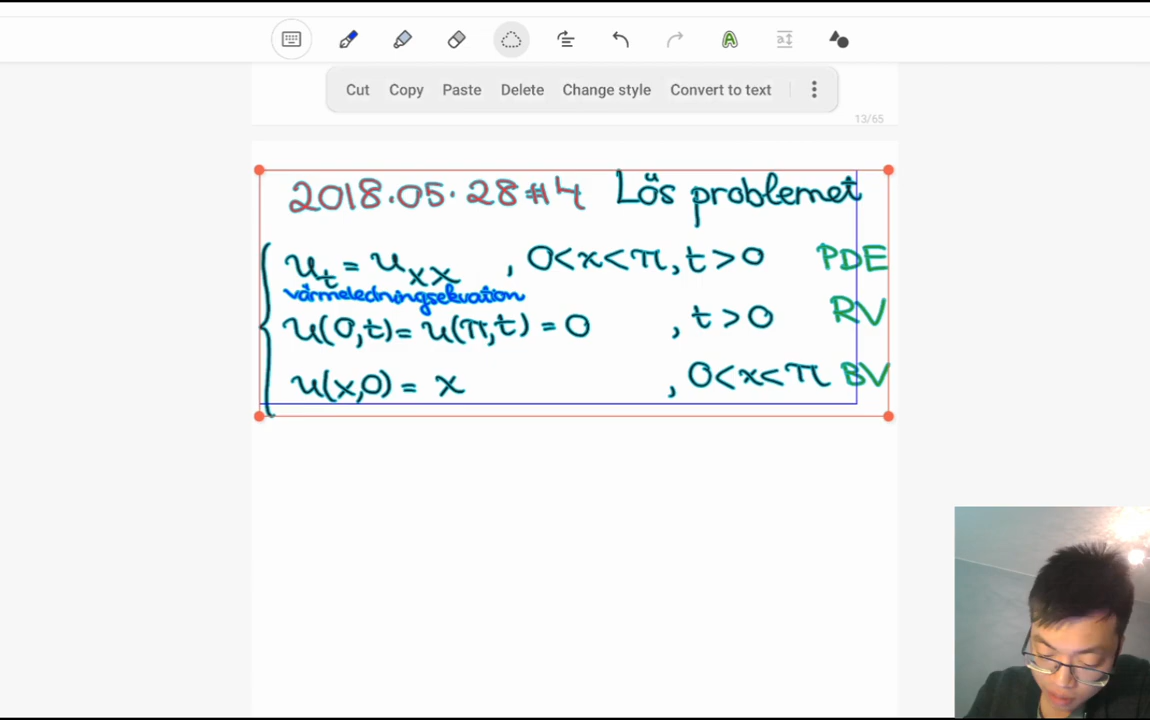 Cut Copy Paste Delete Change style Convert to text
13/65
2018.05.28#4 Lös problemet
u_t = u_xx , 0<x<π, t>0 PDE
värmeledningsekvation
u(0,t) = u(π,t) = 0 , t>0 RV
u(x,0) = x , 0<x<π BV